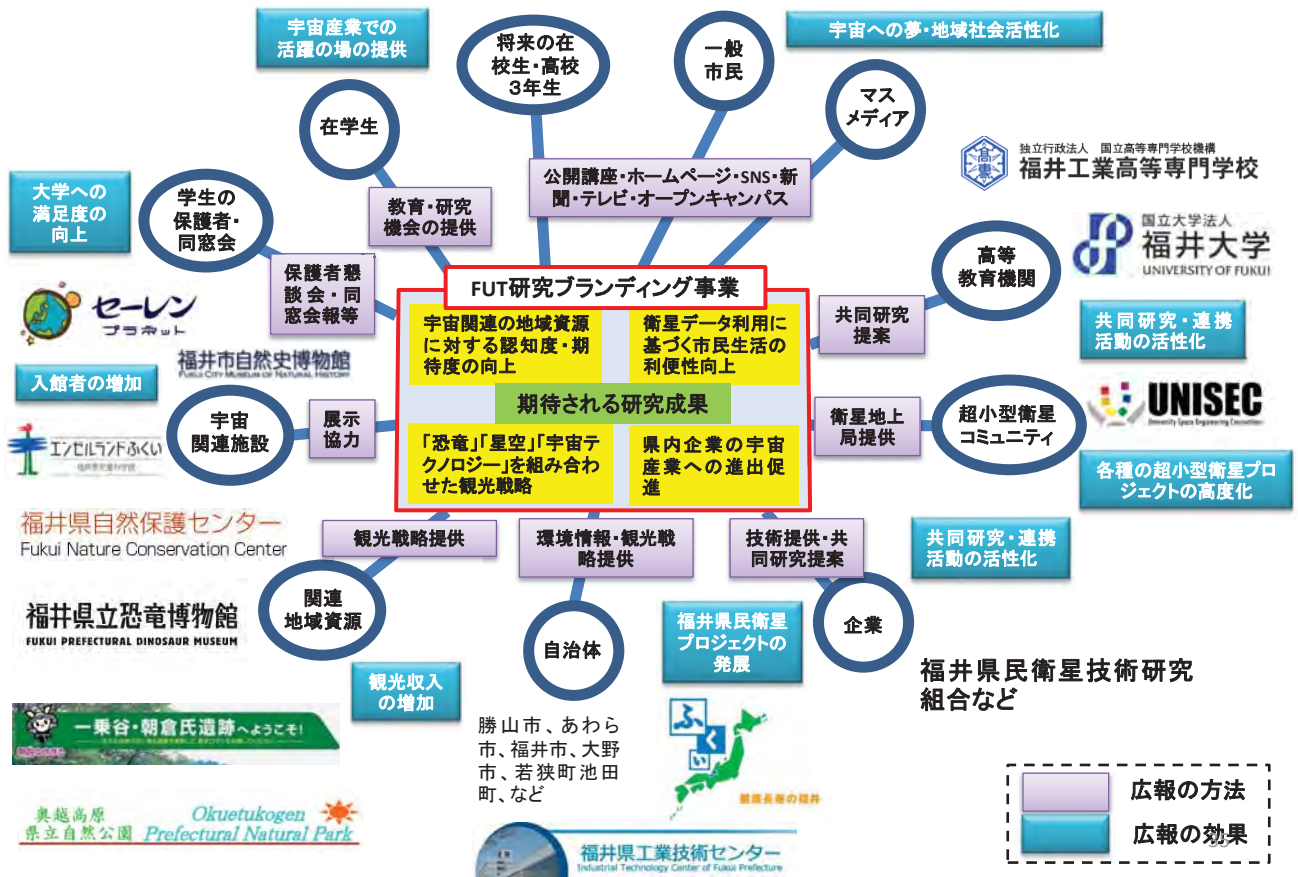 宇宙産業での
活躍の場の提供
将来の在
校生・高校
3年生
一般
市民
宇宙への夢・地域社会活性化
マス
メディア
在学生
独立行政法人 国立高等専門学校機構
福井工業高等専門学校
高専
公開講座・ホームページ・SNS・新
聞・テレビ・オープンキャンパス
大学への
満足度の
向上
学生の
保護者・
同窓会
教育・研究
機会の提供
国立大学法人
福井大学
UNIVERSITY OF FUKUI
高等
教育機関
保護者懇
談会・同
窓会報等
FUT研究ブランディング事業
セーレン
プラネット
宇宙関連の地域資源
に対する認知度・期
待度の向上
衛星データ利用に
基づく市民生活の
利便性向上
共同研究
提案
共同研究・連携
活動の活性化
福井市自然史博物館
FUKUI CITY MUSEUM OF NATURAL HISTORY
入館者の増加
期待される研究成果
宇宙
関連施設
展示
協力
衛星地上
局提供
超小型衛星
コミュニティ
UNISEC
University Space Engineering Consortium
エンゼルランドふくい
「恐竜」「星空」「宇宙テ
クノロジー」を組み合わ
せた観光戦略
県内企業の宇宙
産業への進出促
進
各種の超小型衛星プロ
ジェクトの高度化
福井県自然保護センター
Fukui Nature Conservation Center
観光戦略提供
環境情報・観光戦
略提供
技術提供・共
同研究提案
共同研究・連携
活動の活性化
福井県立恐竜博物館
FUKUI PREFECTURAL DINOSAUR MUSEUM
関連
地域資源
自治体
福井県民衛星
プロジェクトの
発展
企業
福井県民衛星技術研究
組合など
観光収入
の増加
一乗谷・朝倉氏遺跡へようこそ!
勝山市、あわら
市、福井市、大野
市、若狭町池田
町、など
ふくい
健康長寿の福井
奥越高原
県立自然公園
Okuetukogen
Prefectural Natural Park
福井県工業技術センター
Industrial Technology Center of Fukui Prefecture
広報の方法
広報の効果
35